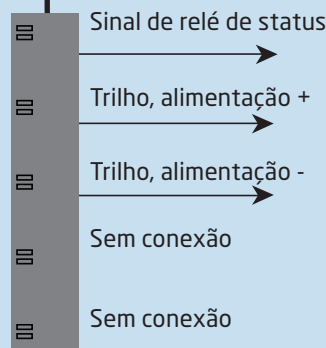 Sinal de relé de status
Trilho, alimentação +
Trilho, alimentação -
Sem conexão
Sem conexão